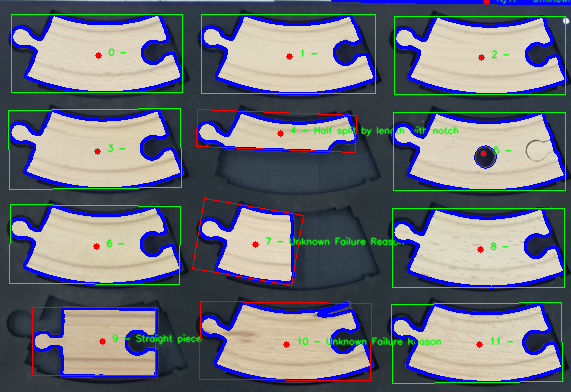 0 -
1 -
2 -
3 -
4 - Half split by length with notch
5 -
6 -
7 - Unknown Failure Reason
8 -
9 - Straight piece
10 - Unknown Failure Reason
11 -